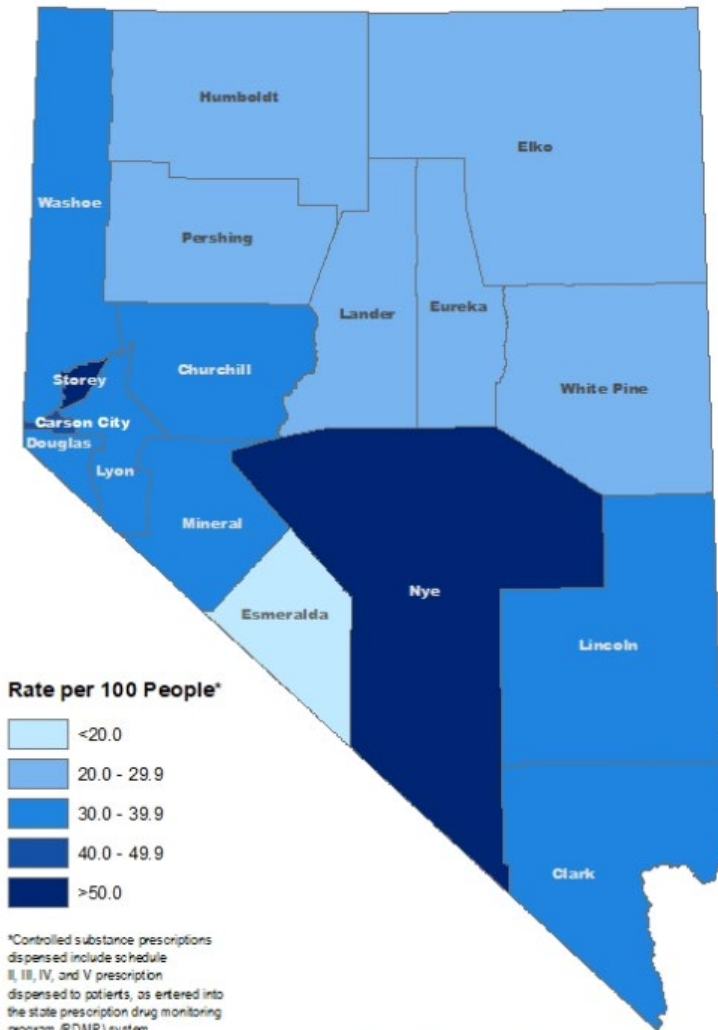 Humboldt
Elko
Washoe
Pershing
Lander
Eureka
Churchill
Storey
White Pine
Carson City
Douglas
Lyon
Mineral
Nye
Esmeralda
Lincoln
Clark
Rate per 100 People*
<20.0
20.0 - 29.9
30.0 - 39.9
40.0 - 49.9
>50.0
*Controlled substance prescriptions
dispensed include schedule
II, III, IV, and V prescription
dispensed to patients, as entered into
the state prescription drug monitoring
program (PDMP) system